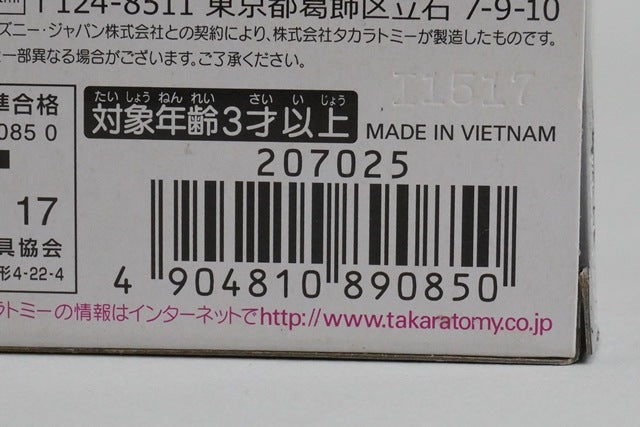 〒124-8511 東京都葛飾区立石 7-9-10
ズニー・ジャパン株式会社との契約により、株式会社タカラトミーが製造したものです。
一部異なる場合がございます。ご了承ください。
合格
0850
17
具協会
形4-22-4
たいしょう ねんれい さい いじょう
対象年齢3才以上
I1517
MADE IN VIETNAM
207025
4 904810 890850
ラトミーの情報はインターネットでhttp://www.takaratomy.co.jp